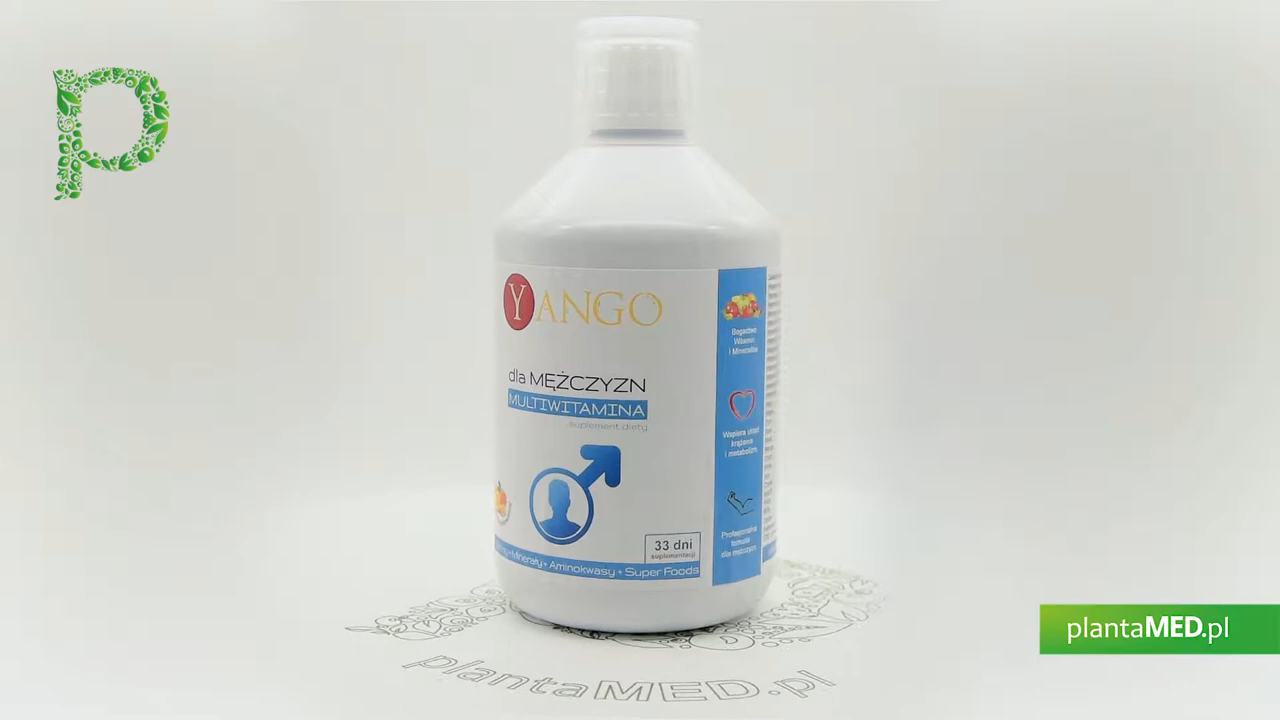 p
YANGO
dla MĘŻCZYZN
MULTIWITAMINA
suplement diety
33 dni
suplementacji
Minerały + Aminokwasy + Super Foods
Bogactwo
Witamin
i Minerałów
Wspiera układ
krążenia
i metabolizm
Profesjonalna
formuła
dla mężczyzn
plantaMED.pl
plantaMED.pl